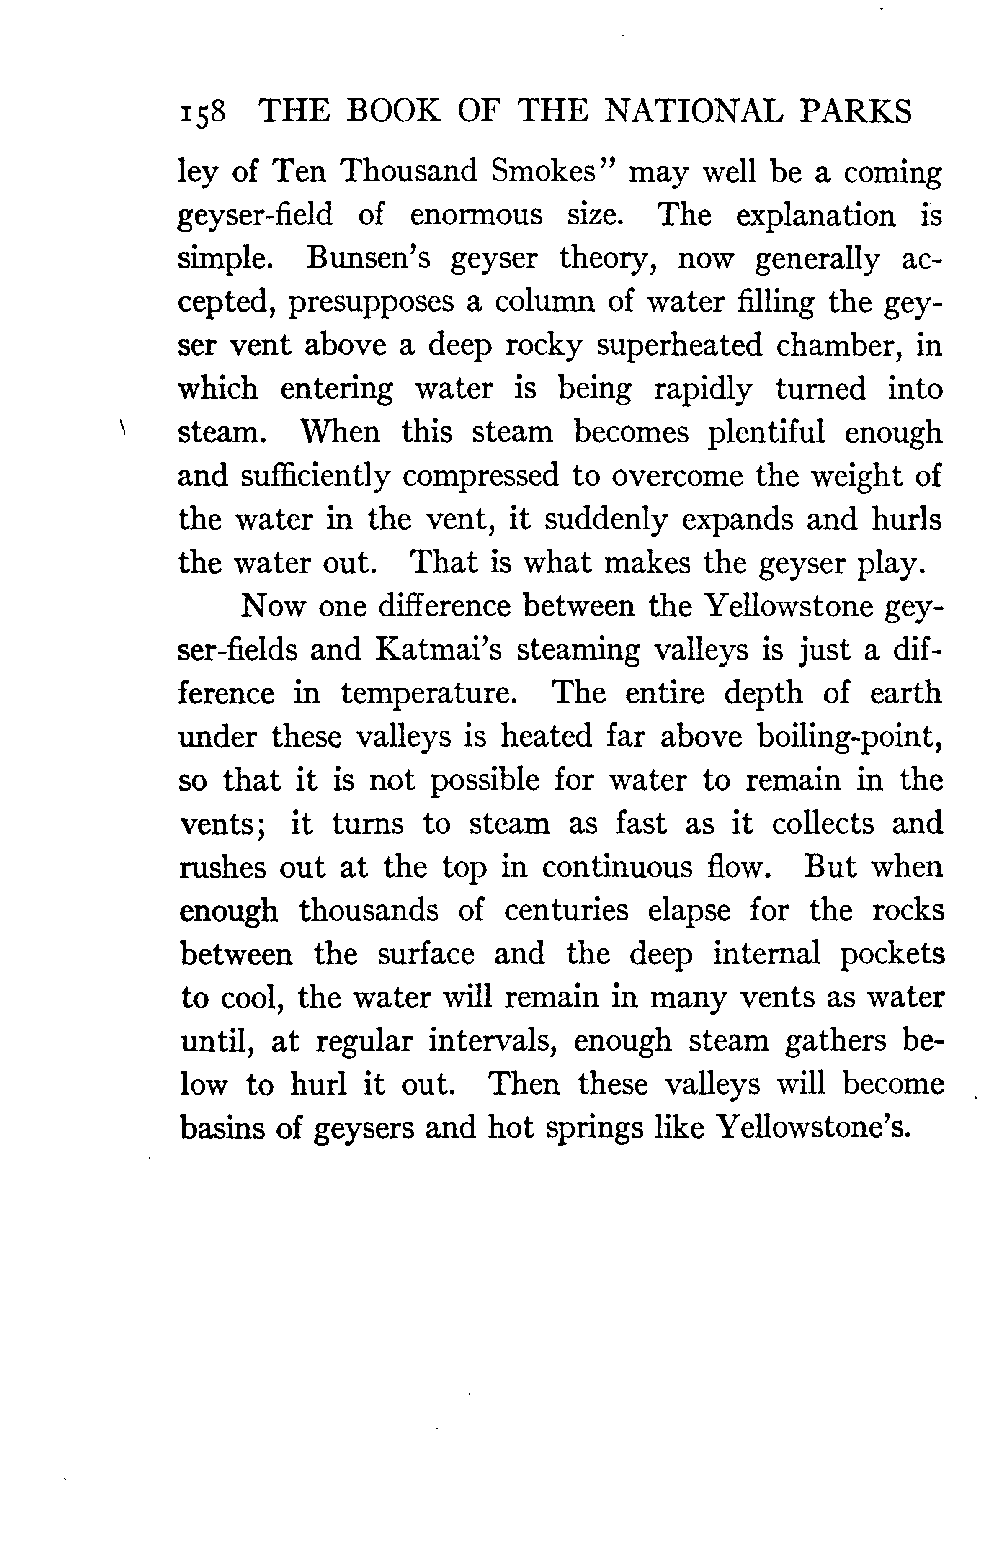 158 THE BOOK OF THE NATIONAL PARKS
ley of Ten Thousand Smokes” may well be a coming
geyser-field of enormous size. The explanation is
simple. Bunsen’s geyser theory, now generally ac-
cepted, presupposes a column of water filling the gey-
ser vent above a deep rocky superheated chamber, in
which entering water is being rapidly turned into
steam. When this steam becomes plentiful enough
and sufficiently compressed to overcome the weight of
the water in the vent, it suddenly expands and hurls
the water out. That is what makes the geyser play.
Now one difference between the Yellowstone gey-
ser-fields and Katmai’s steaming valleys is just a dif-
ference in temperature. The entire depth of earth
under these valleys is heated far above boiling-point,
so that it is not possible for water to remain in the
vents; it turns to steam as fast as it collects and
rushes out at the top in continuous flow. But when
enough thousands of centuries elapse for the rocks
between the surface and the deep internal pockets
to cool, the water will remain in many vents as water
until, at regular intervals, enough steam gathers be-
low to hurl it out. Then these valleys will become
basins of geysers and hot springs like Yellowstone’s.